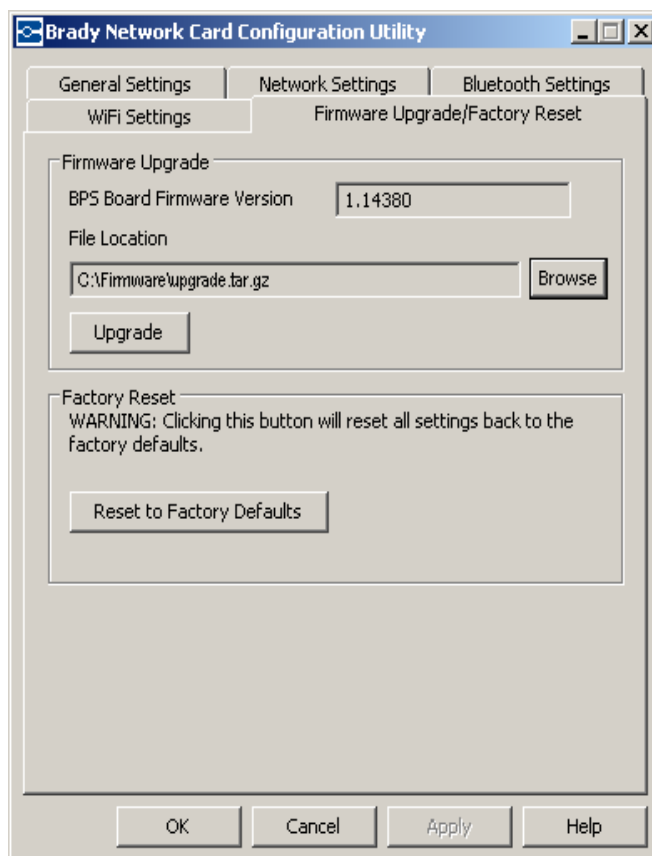 Brady Network Card Configuration Utility
General Settings
Network Settings
Bluetooth Settings
WiFi Settings
Firmware Upgrade/Factory Reset
Firmware Upgrade
BPS Board Firmware Version
1.14380
File Location
C:\Firmware\upgrade.tar.gz
Browse
Upgrade
Factory Reset
WARNING: Clicking this button will reset all settings back to the
factory defaults.
Reset to Factory Defaults
OK
Cancel
Apply
Help